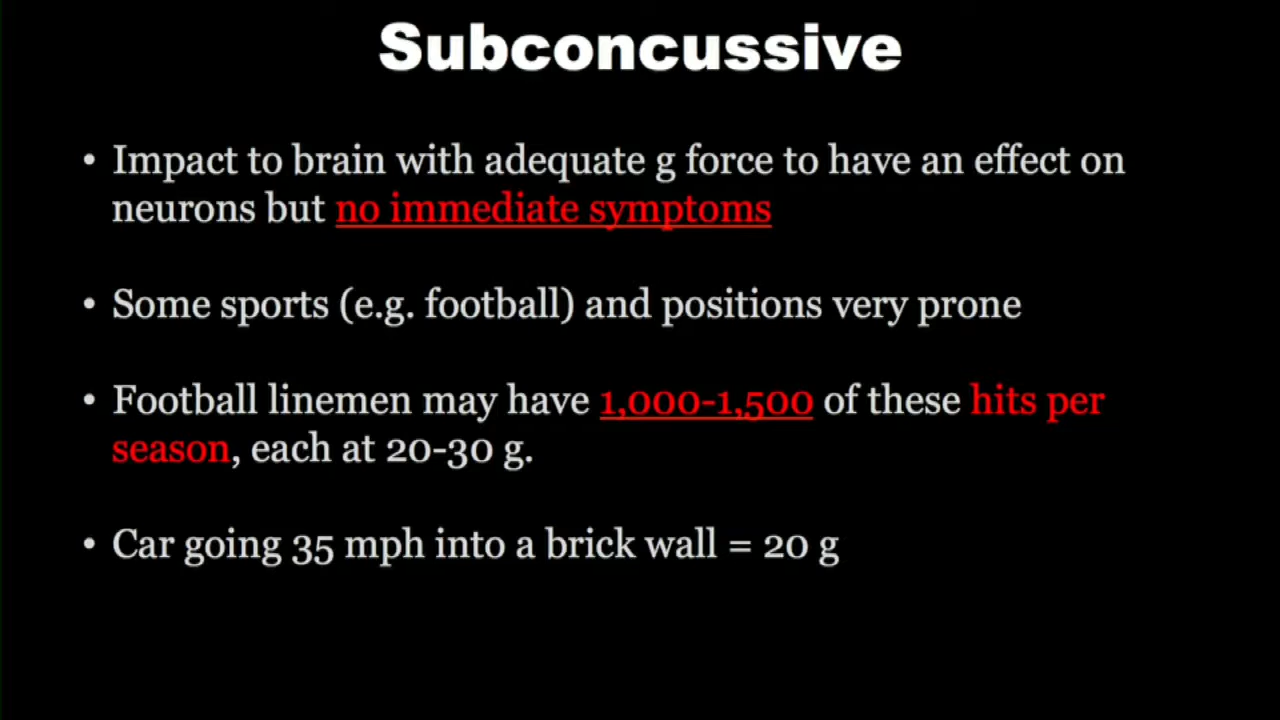 Subconcussive
• Impact to brain with adequate g force to have an effect on
neurons but no immediate symptoms
• Some sports (e.g. football) and positions very prone
• Football linemen may have 1,000-1,500 of these hits per
season, each at 20-30 g.
• Car going 35 mph into a brick wall = 20 g